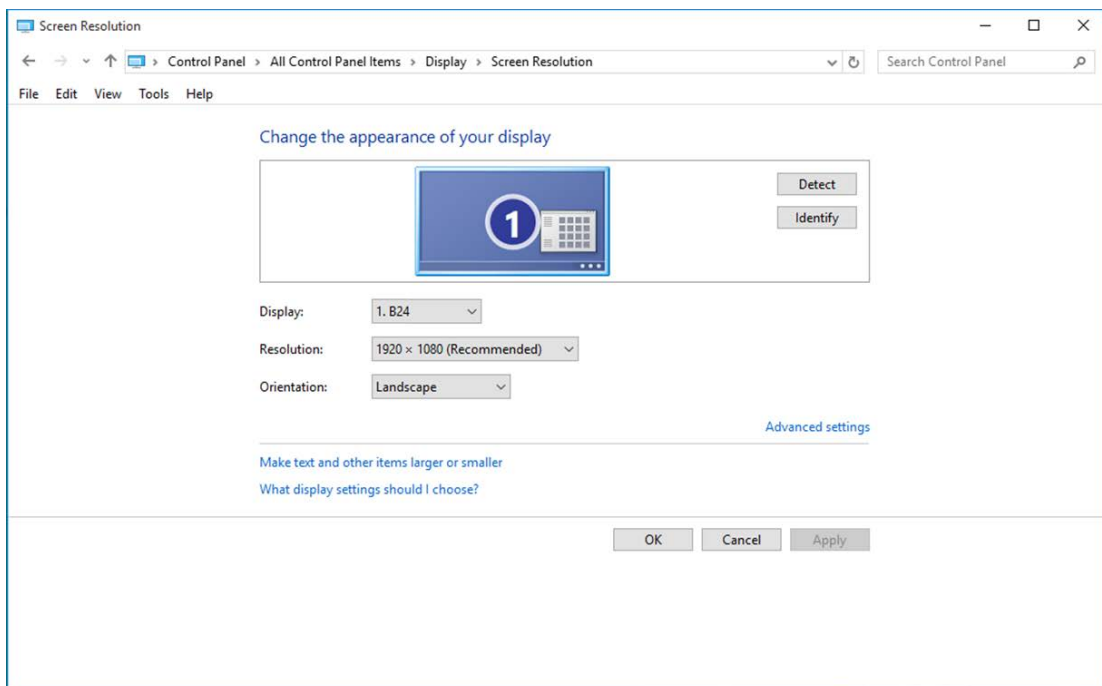 Screen Resolution
Control Panel > All Control Panel Items > Display > Screen Resolution
Search Control Panel
File Edit View Tools Help
Change the appearance of your display
1
Detect
Identify
Display: 1. B24
Resolution: 1920 × 1080 (Recommended)
Orientation: Landscape
Advanced settings
Make text and other items larger or smaller
What display settings should I choose?
OK Cancel Apply